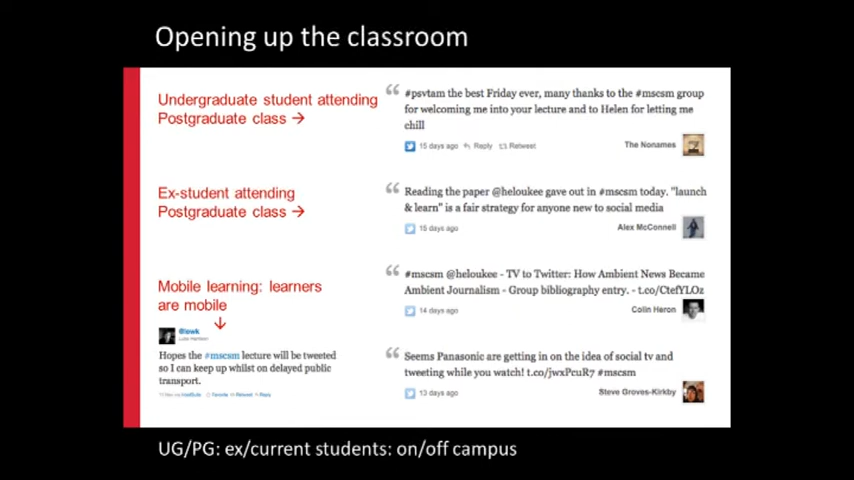 Opening up the classroom
Undergraduate student attending
Postgraduate class →
“ #psvtam the best Friday ever, many thanks to the #mscsm group
for welcoming me into your lecture and to Helen for letting me
chill
15 days ago Reply Retweet
The Nonames
Ex-student attending
Postgraduate class →
“ Reading the paper @heloukee gave out in #mscsm today. "launch
& learn" is a fair strategy for anyone new to social media
15 days ago
Alex McConnell
Mobile learning: learners
are mobile
↓
“ #mscsm @heloukee - TV to Twitter: How Ambient News Became
Ambient Journalism - Group bibliography entry. - t.co/CtefYLOz
14 days ago
Colin Heron
@lowk
Hopes the #mscsm lecture will be tweeted
so I can keep up whilst on delayed public
transport.
Favorite Retweet Reply
“ Seems Panasonic are getting in on the idea of social tv and
tweeting while you watch! t.co/jwxPcuR7 #mscsm
13 days ago
Steve Groves-Kirkby
UG/PG: ex/current students: on/off campus